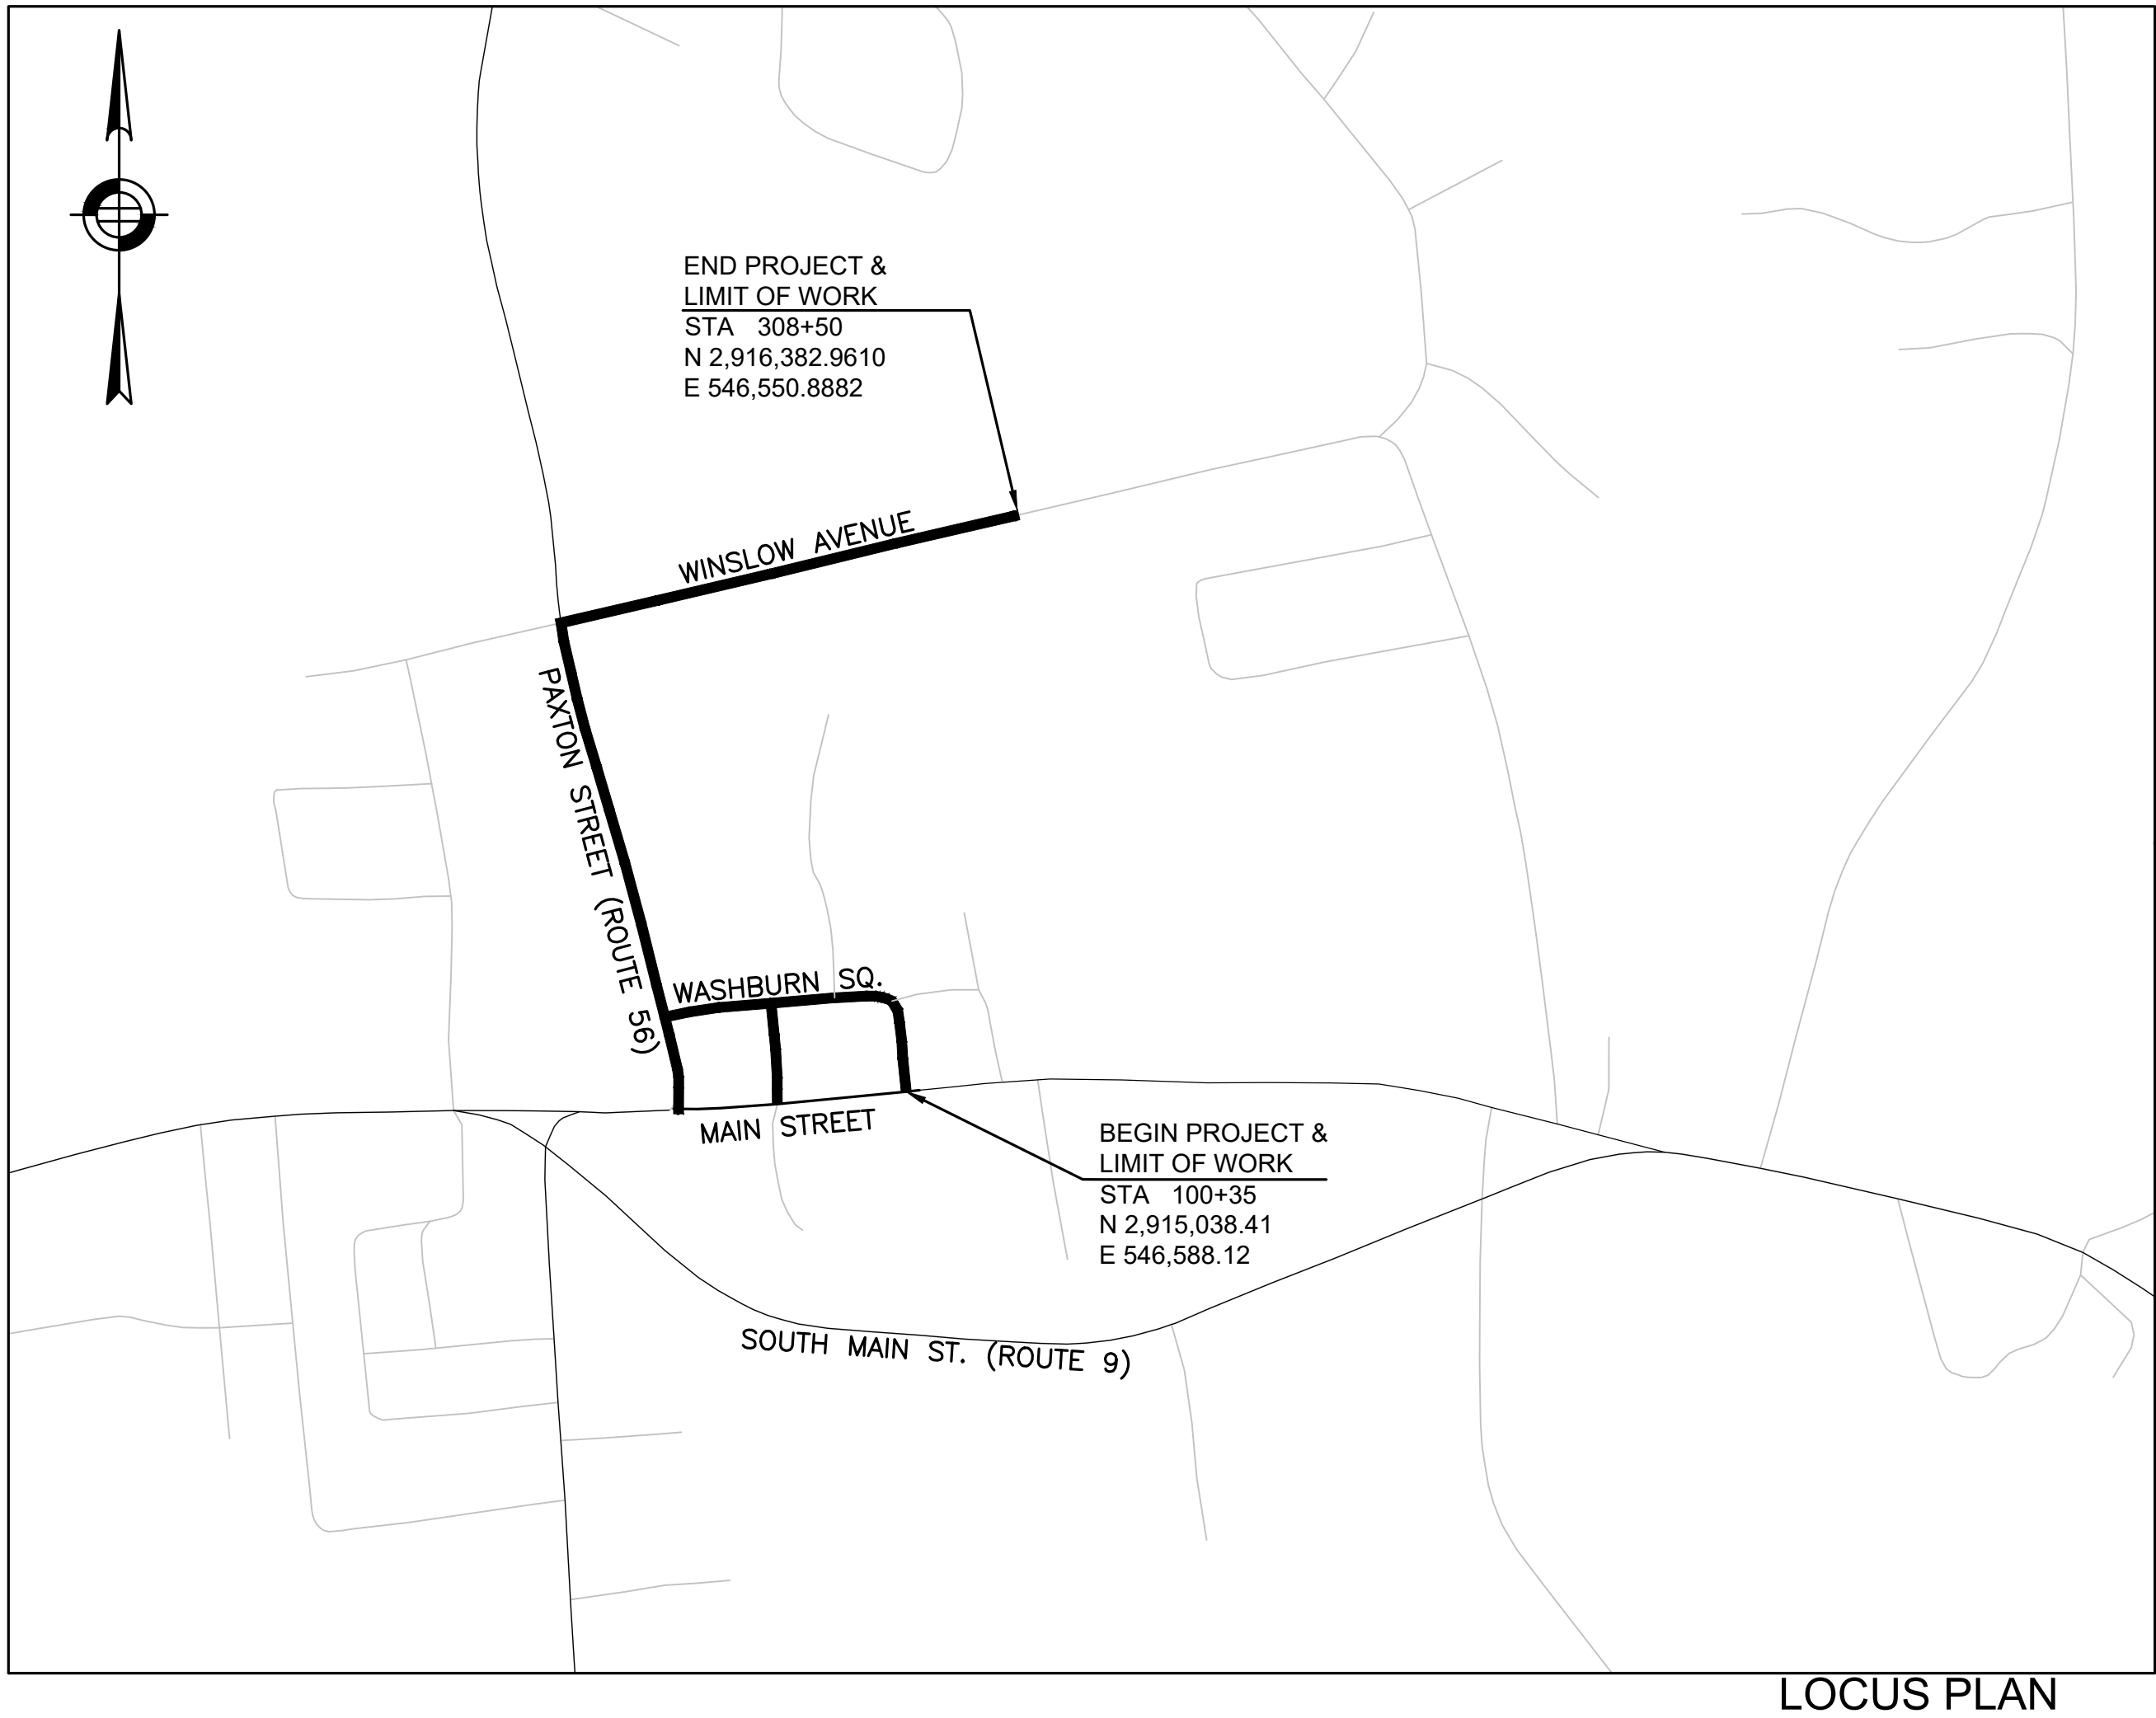 END PROJECT &
LIMIT OF WORK
STA 308+50
N 2,916,382.9610
E 546,550.8882
WINSLOW AVENUE
PAXTON STREET (ROUTE 56)
WASHBURN SQ.
MAIN STREET
BEGIN PROJECT &
LIMIT OF WORK
STA 100+35
N 2,915,038.41
E 546,588.12
SOUTH MAIN ST. (ROUTE 9)
LOCUS PLAN